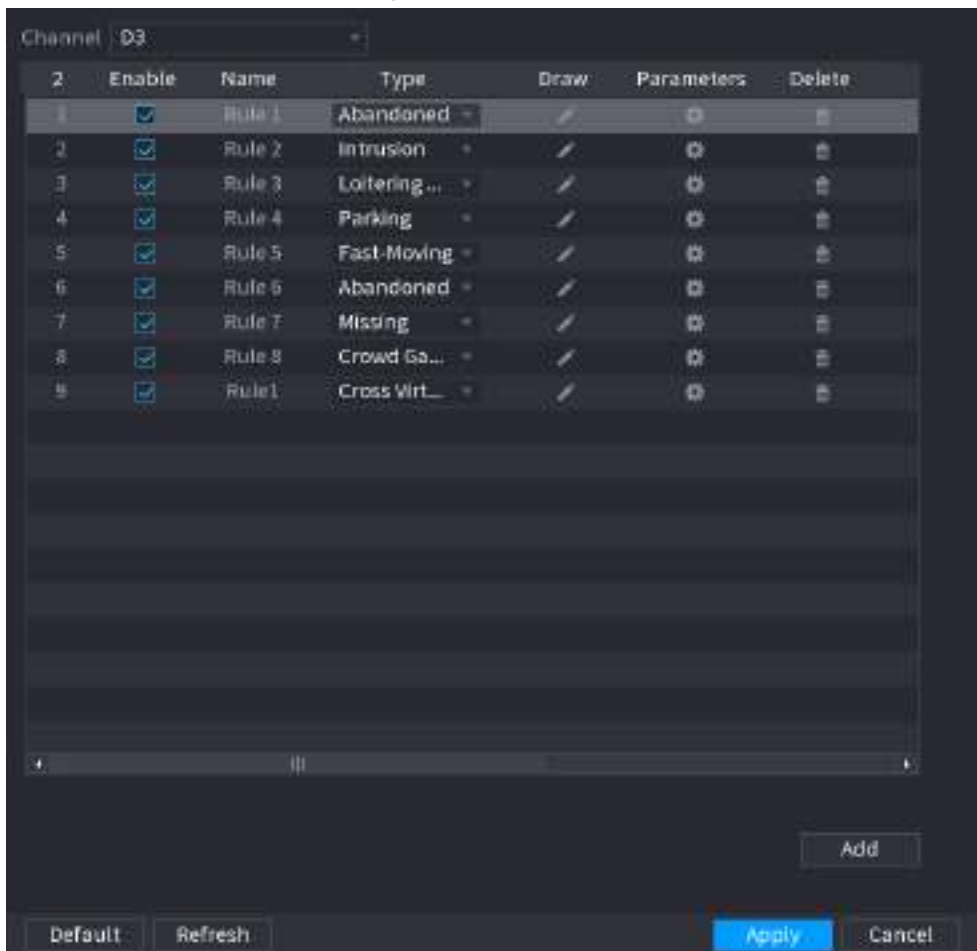 Channel D3
2 Enable Name Type Draw Parameters Delete
1 Rule 1 Abandoned
2 Rule 2 Intrusion
3 Rule 3 Loitering ...
4 Rule 4 Parking
5 Rule 5 Fast-Moving
6 Rule 6 Abandoned
7 Rule 7 Missing
8 Rule 8 Crowd Ga...
9 Rule1 Cross Virt...
Add
Default Refresh Apply Cancel